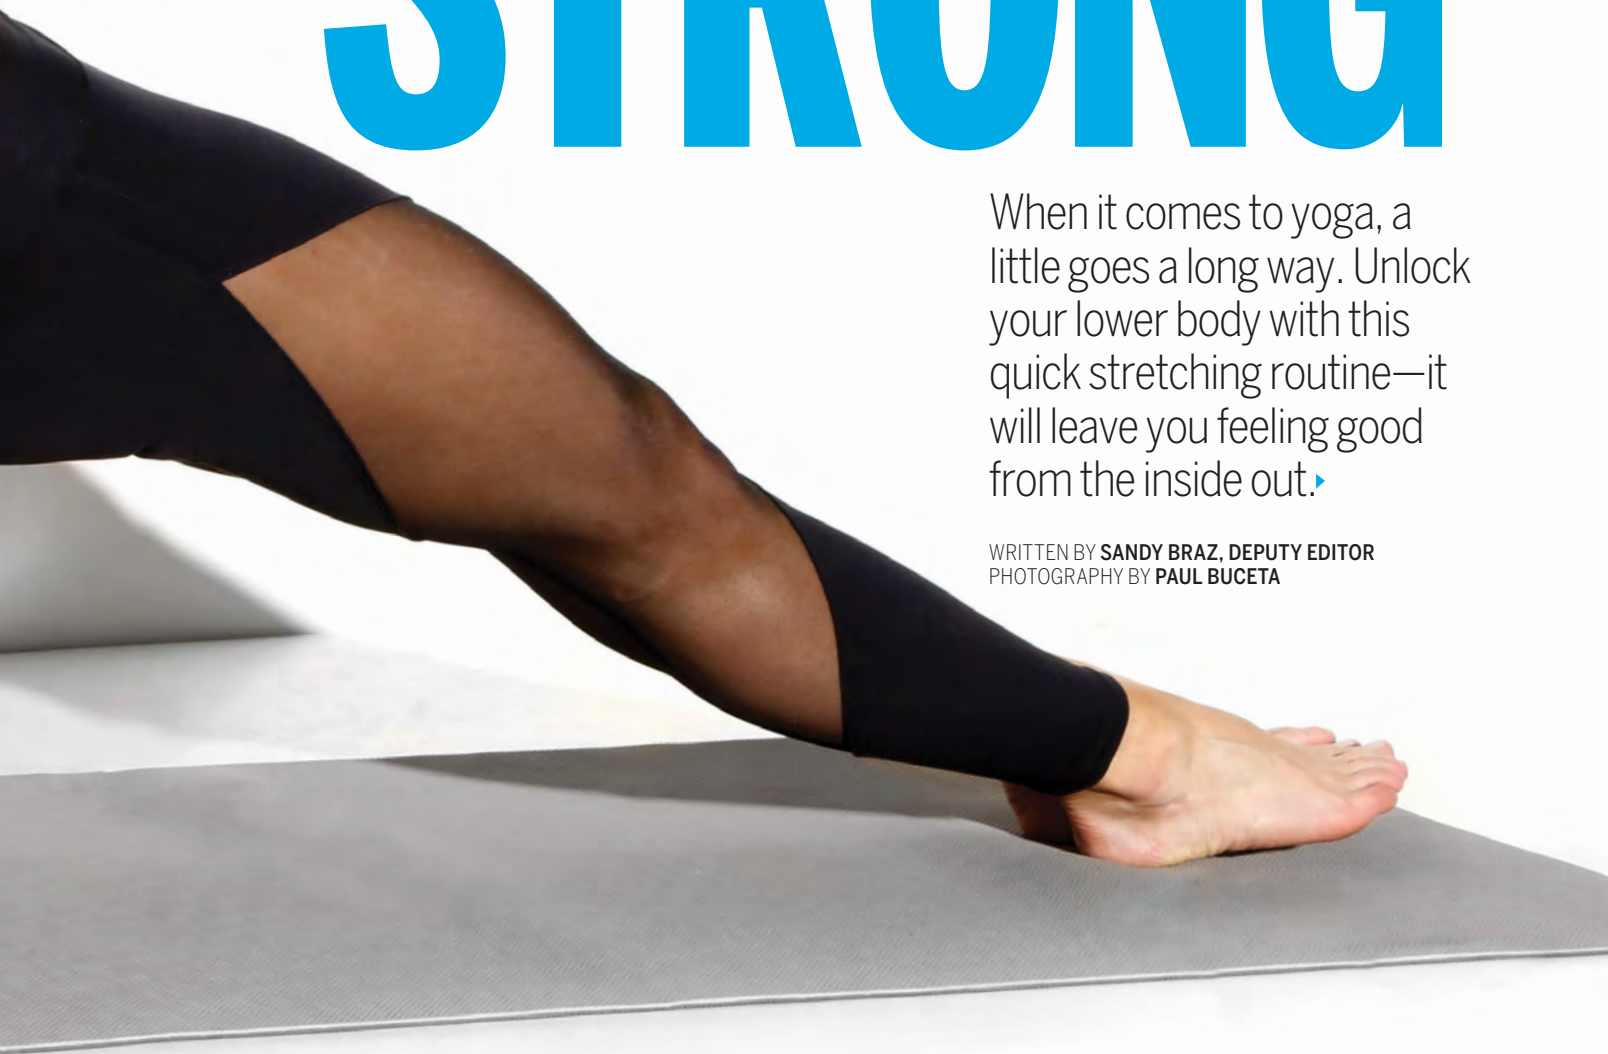 STRONG
When it comes to yoga, a
little goes a long way. Unlock
your lower body with this
quick stretching routine—it
will leave you feeling good
from the inside out.
WRITTEN BY SANDY BRAZ, DEPUTY EDITOR
PHOTOGRAPHY BY PAUL BUCETA